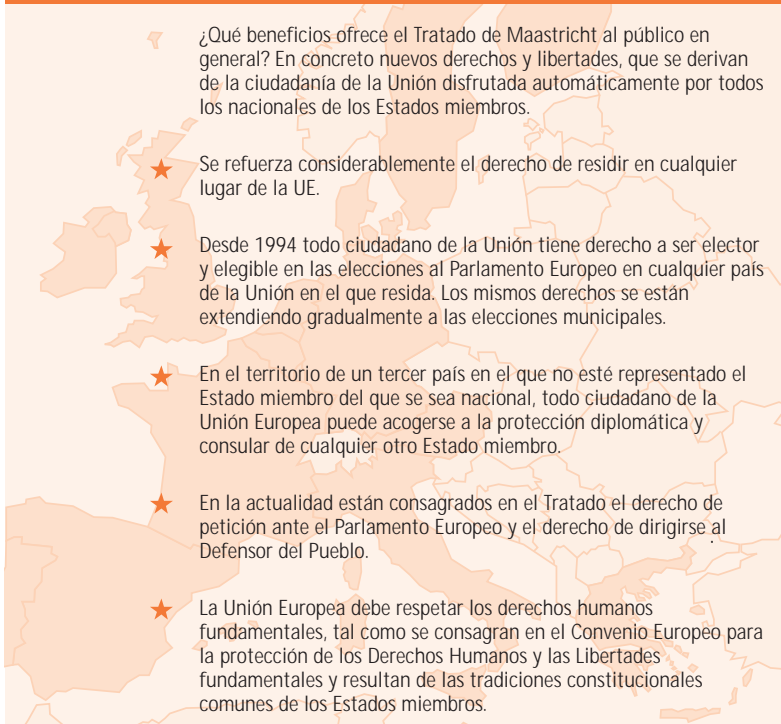 ¿Qué beneficios ofrece el Tratado de Maastricht al público en
general? En concreto nuevos derechos y libertades, que se derivan
de la ciudadanía de la Unión disfrutada automáticamente por todos
los nacionales de los Estados miembros.
Se refuerza considerablemente el derecho de residir en cualquier
lugar de la UE.
Desde 1994 todo ciudadano de la Unión tiene derecho a ser elector
y elegible en las elecciones al Parlamento Europeo en cualquier país
de la Unión en el que resida. Los mismos derechos se están
extendiendo gradualmente a las elecciones municipales.
En el territorio de un tercer país en el que no esté representado el
Estado miembro del que se sea nacional, todo ciudadano de la
Unión Europea puede acogerse a la protección diplomática y
consular de cualquier otro Estado miembro.
En la actualidad están consagrados en el Tratado el derecho de
petición ante el Parlamento Europeo y el derecho de dirigirse al
Defensor del Pueblo.
La Unión Europea debe respetar los derechos humanos
fundamentales, tal como se consagran en el Convenio Europeo para
la protección de los Derechos Humanos y las Libertades
fundamentales y resultan de las tradiciones constitucionales
comunes de los Estados miembros.